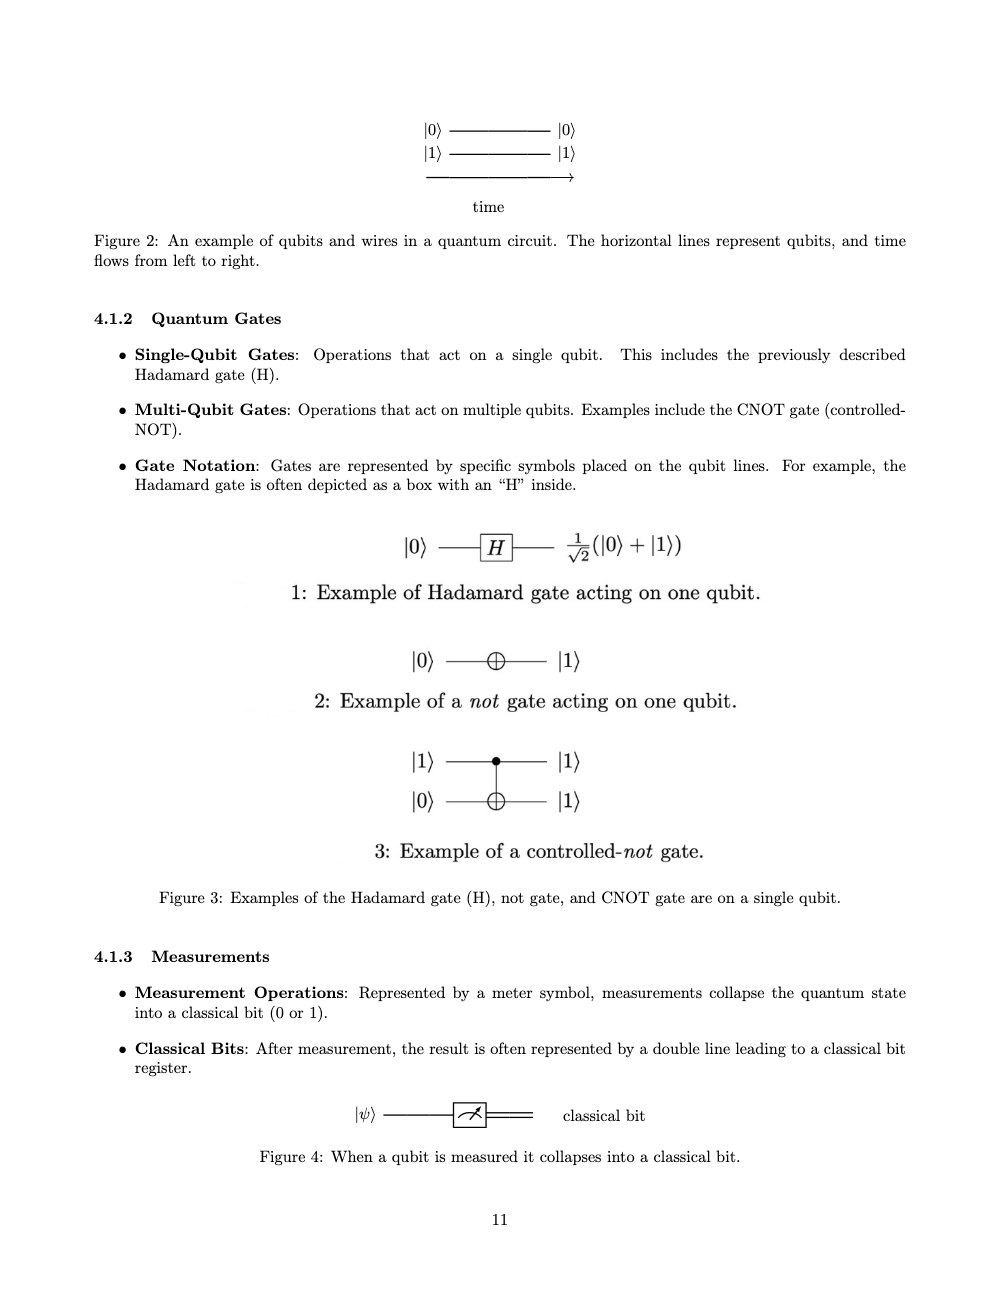 |0⟩ |0⟩
|1⟩ |1⟩
time
Figure 2: An example of qubits and wires in a quantum circuit. The horizontal lines represent qubits, and time
flows from left to right.
4.1.2 Quantum Gates
• Single-Qubit Gates: Operations that act on a single qubit. This includes the previously described
Hadamard gate (H).
• Multi-Qubit Gates: Operations that act on multiple qubits. Examples include the CNOT gate (controlled-
NOT).
• Gate Notation: Gates are represented by specific symbols placed on the qubit lines. For example, the
Hadamard gate is often depicted as a box with an “H” inside.
|0⟩ H 1/√2(|0⟩ + |1⟩)
1: Example of Hadamard gate acting on one qubit.
|0⟩ |1⟩
2: Example of a not gate acting on one qubit.
|1⟩ |1⟩
|0⟩ |1⟩
3: Example of a controlled-not gate.
Figure 3: Examples of the Hadamard gate (H), not gate, and CNOT gate are on a single qubit.
4.1.3 Measurements
• Measurement Operations: Represented by a meter symbol, measurements collapse the quantum state
into a classical bit (0 or 1).
• Classical Bits: After measurement, the result is often represented by a double line leading to a classical bit
register.
|ψ⟩ classical bit
Figure 4: When a qubit is measured it collapses into a classical bit.
11